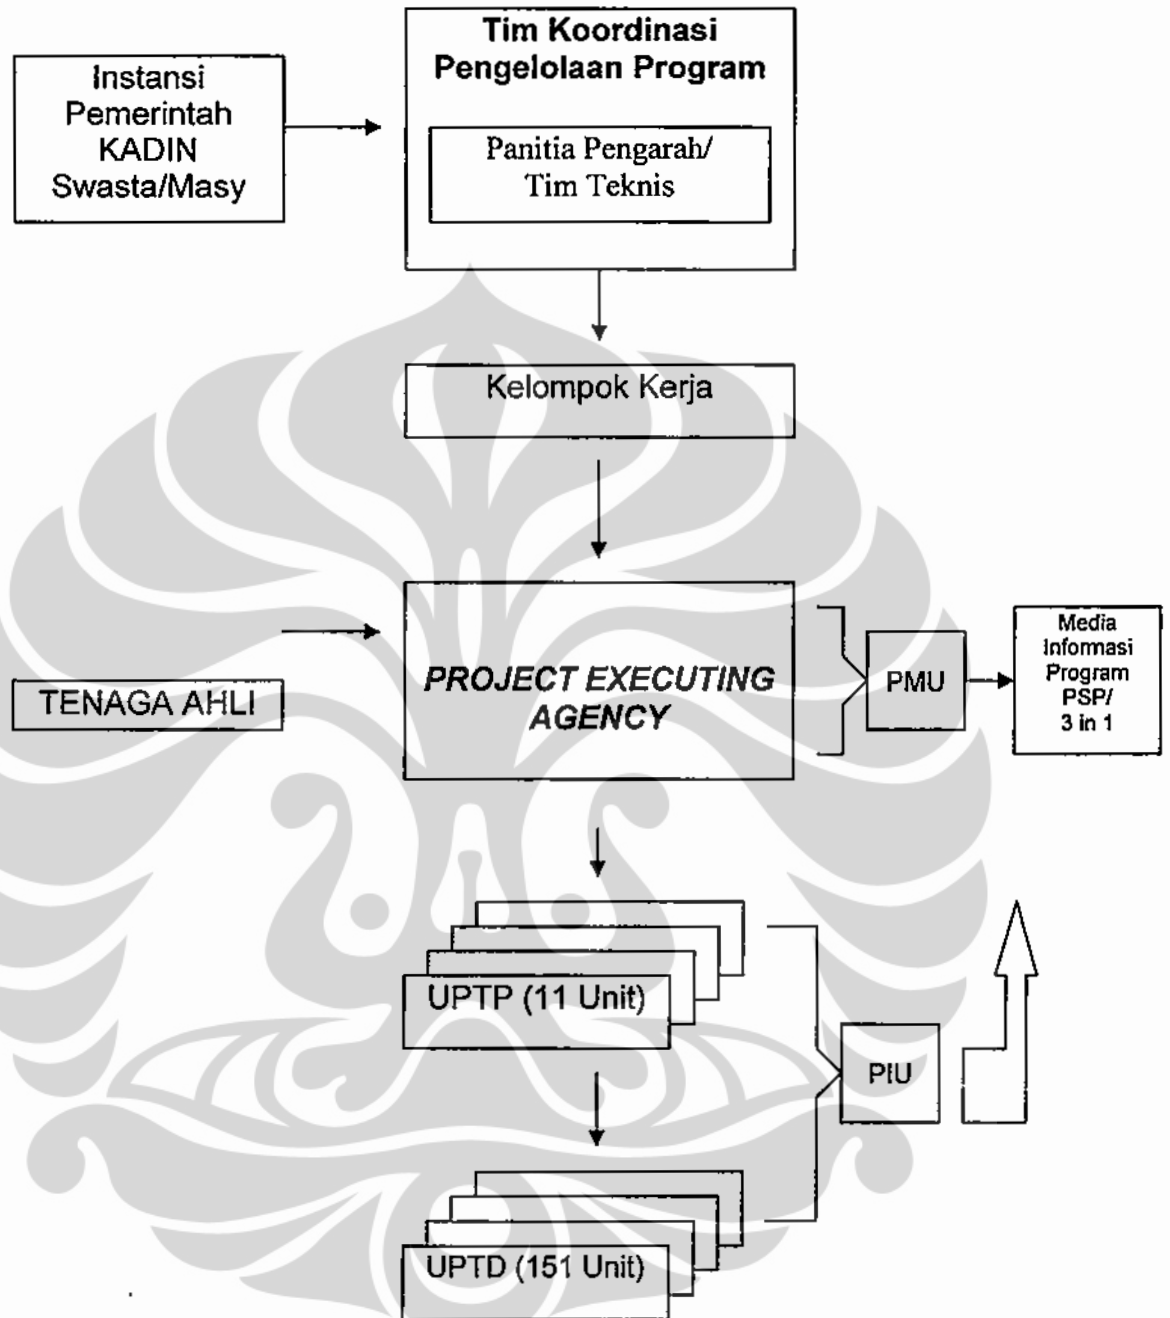 Tim Koordinasi
Pengelolaan Program
Instansi
Pemerintah
KADIN
Swasta/Masy
Panitia Pengarah/
Tim Teknis
Kelompok Kerja
PROJECT EXECUTING
AGENCY
TENAGA AHLI
PMU
Media
Informasi
Program
PSP/
3 in 1
UPTP (11 Unit)
PIU
UPTD (151 Unit)